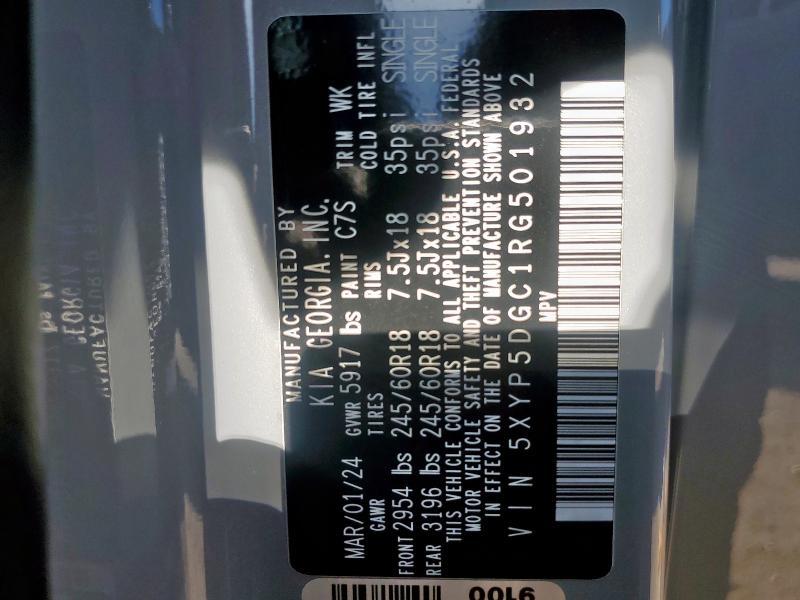 MANUFACTURED BY
KIA GEORGIA. INC.
MAR/01/24 GVWR 5917 lbs PAINT C7S TRIM WK
GAWR TIRES RIMS COLD TIRE INFL
FRONT 2954 lbs 245/60R18 7.5Jx18 35psi SINGLE
REAR 3196 lbs 245/60R18 7.5Jx18 35psi SINGLE
THIS VEHICLE CONFORMS TO ALL APPLICABLE U.S.A. FEDERAL
MOTOR VEHICLE SAFETY AND THEFT PREVENTION STANDARDS
IN EFFECT ON THE DATE OF MANUFACTURE SHOWN ABOVE
VIN 5XYP5DGC1RG501932
MPV